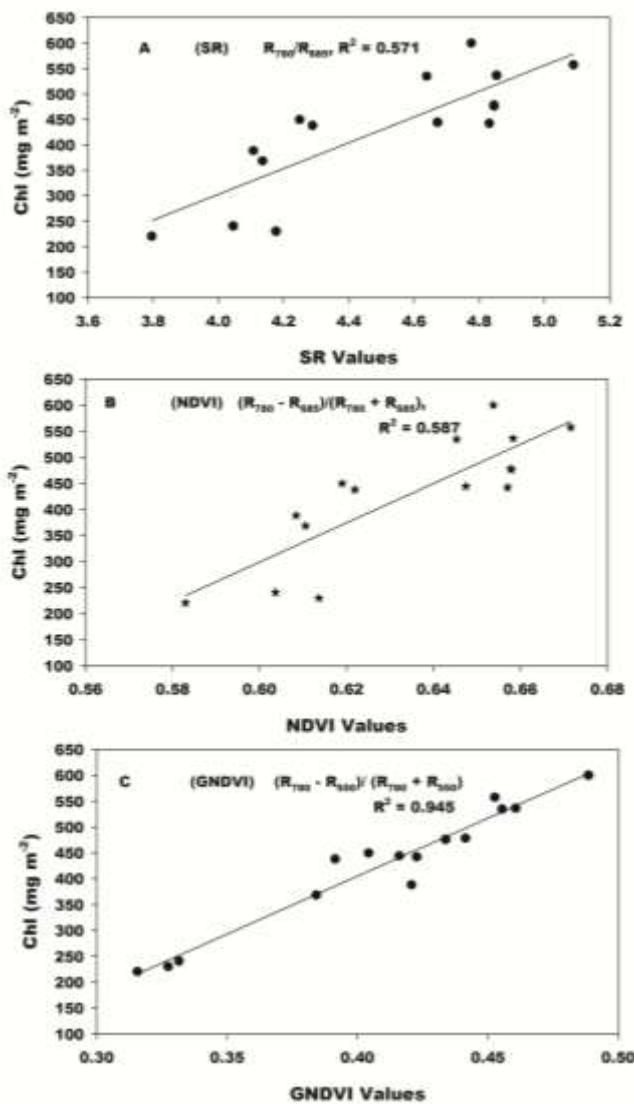 A (SR) R780/R685, R² = 0.571
650
600
550
500
450
400
350
300
250
200
150
100
Chl (mg m⁻²)
3.6 3.8 4.0 4.2 4.4 4.6 4.8 5.0 5.2
SR Values
B (NDVI) (R780 - R685)/(R780 + R685),
R² = 0.587
650
600
550
500
450
400
350
300
250
200
150
100
Chl (mg m⁻²)
0.56 0.58 0.60 0.62 0.64 0.66 0.68
NDVI Values
C (GNDVI) (R780 - R550)/ (R780 + R550)
R² = 0.945
650
600
550
500
450
400
350
300
250
200
150
100
Chl (mg m⁻²)
0.30 0.35 0.40 0.45 0.50
GNDVI Values